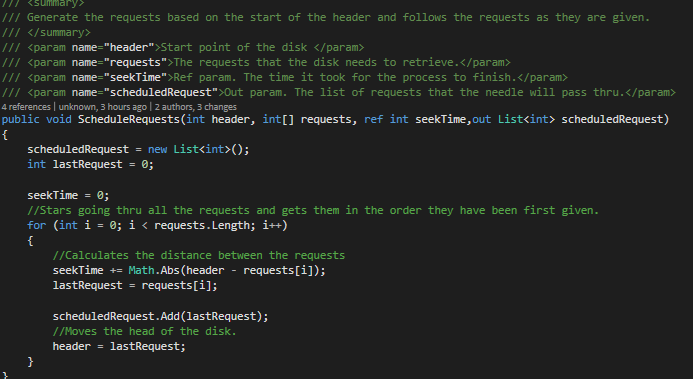 /// <summary>
/// Generate the requests based on the start of the header and follows the requests as they are given.
/// </summary>
/// <param name="header">Start point of the disk </param>
/// <param name="requests">The requests that the disk needs to retrieve.</param>
/// <param name="seekTime">Ref param. The time it took for the process to finish.</param>
/// <param name="scheduledRequest">Out param. The list of requests that the needle will pass thru.</param>
4 references | unknown, 3 hours ago | 2 authors, 3 changes
public void ScheduleRequests(int header, int[] requests, ref int seekTime,out List<int> scheduledRequest)
{
scheduledRequest = new List<int>();
int lastRequest = 0;
seekTime = 0;
//Stars going thru all the requests and gets them in the order they have been first given.
for (int i = 0; i < requests.Length; i++)
{
//Calculates the distance between the requests
seekTime += Math.Abs(header - requests[i]);
lastRequest = requests[i];
scheduledRequest.Add(lastRequest);
//Moves the head of the disk.
header = lastRequest;
}
}